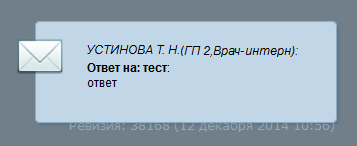 УСТИНОВА Т. Н.(ГП 2,Врач-интерн):
Ответ на: тест:
ответ
Ревизия: 38168 (12 декабря 2014 10:56)